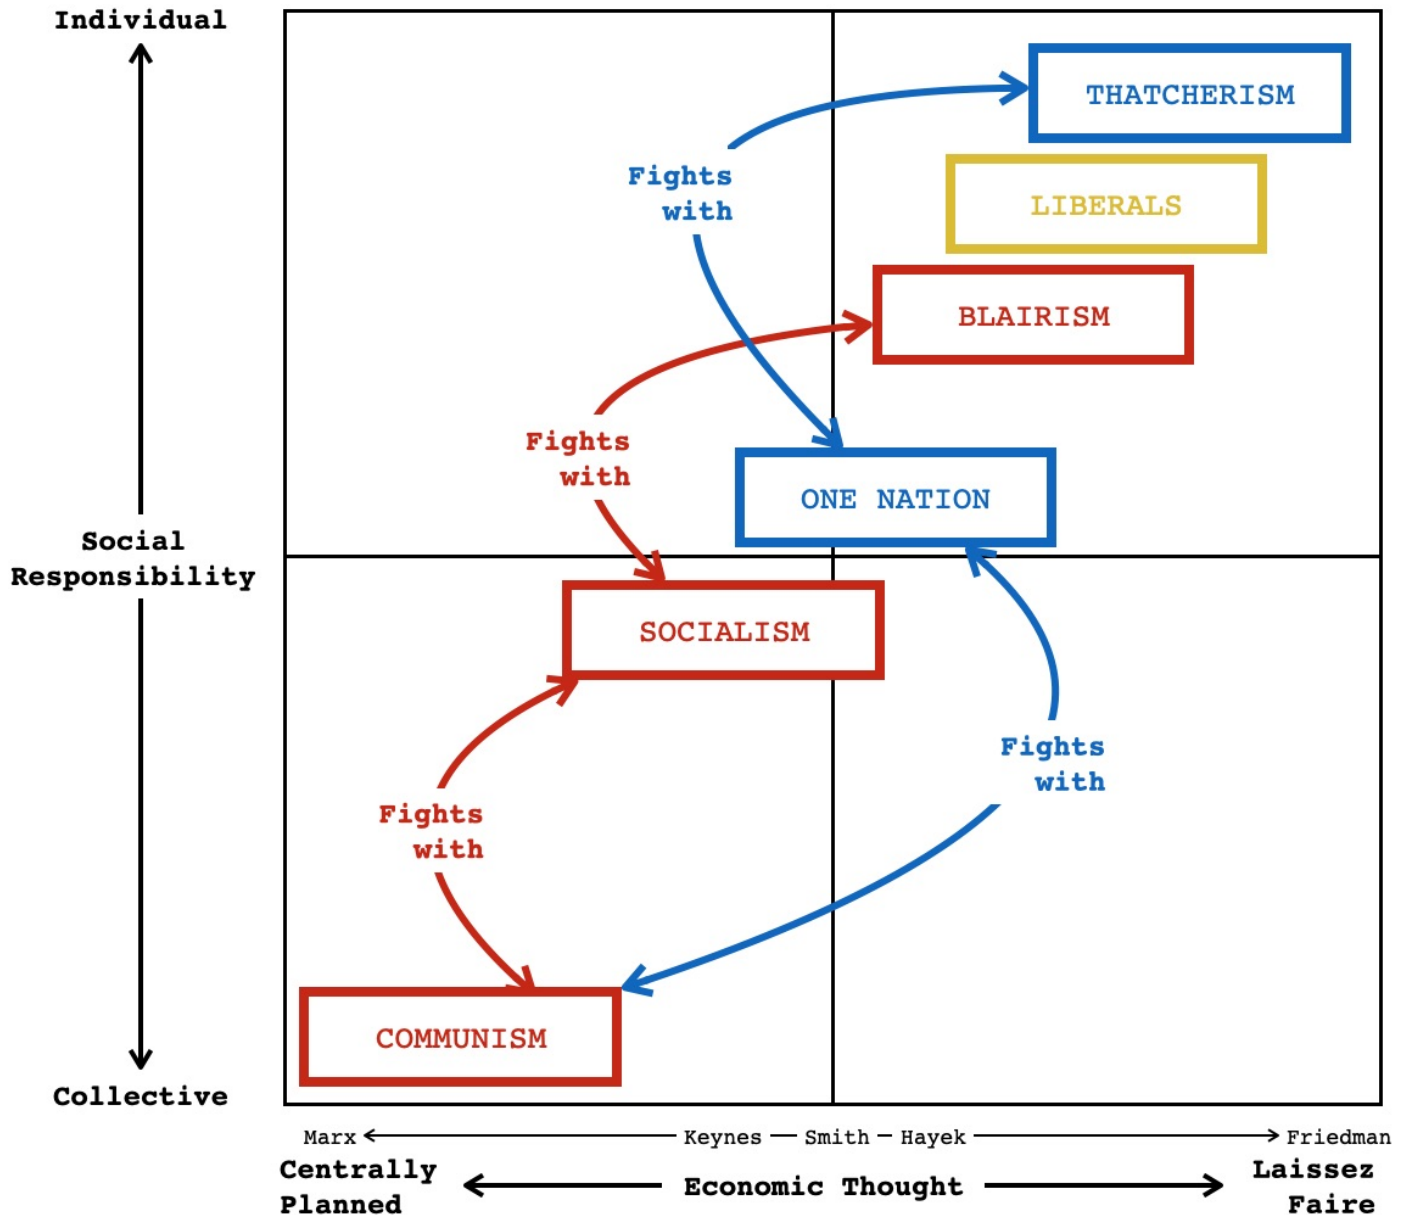 Individual
THATCHERISM
Fights
with
LIBERALS
BLAIRISM
Fights
with
ONE NATION
Social
Responsibility
SOCIALISM
Fights
with
Fights
with
COMMUNISM
Collective
Marx Keynes Smith Hayek Friedman
Centrally
Planned
Economic Thought
Laissez
Faire